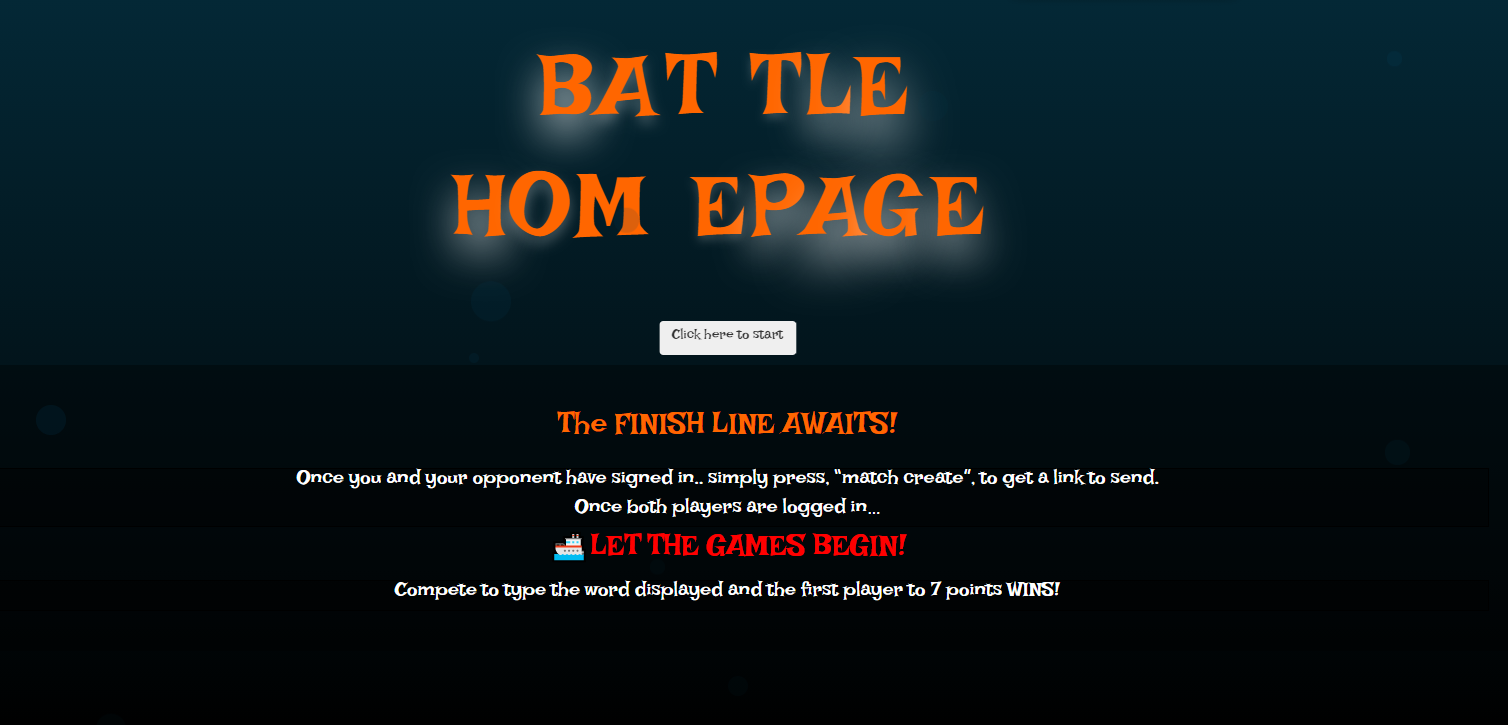 BAT TLE
HOM EPAGE
Click here to start
The FINISH LINE AWAITS!
Once you and your opponent have signed in.. simply press, "match create", to get a link to send.
Once both players are logged in...
LET THE GAMES BEGIN!
Compete to type the word displayed and the first player to 7 points WINS!